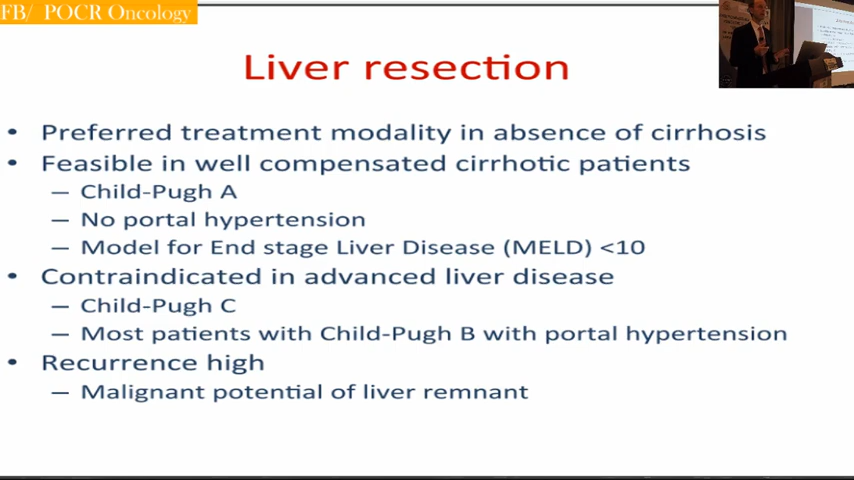 FB/ POCR Oncology
Liver resection
• Preferred treatment modality in absence of cirrhosis
• Feasible in well compensated cirrhotic patients
– Child-Pugh A
– No portal hypertension
– Model for End stage Liver Disease (MELD) <10
• Contraindicated in advanced liver disease
– Child-Pugh C
– Most patients with Child-Pugh B with portal hypertension
• Recurrence high
– Malignant potential of liver remnant